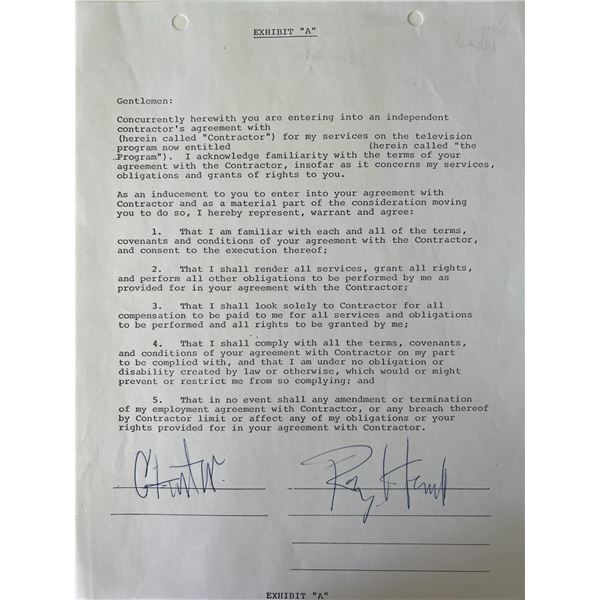 EXHIBIT "A"
Gentlemen:
Concurrently herewith you are entering into an independent
contractor's agreement with
(herein called "Contractor") for my services on the television
program now entitled (herein called "the
Program"). I acknowledge familiarity with the terms of your
agreement with the Contractor, insofar as it concerns my services,
obligations and grants of rights to you.
As an inducement to you to enter into your agreement with
Contractor and as a material part of the consideration moving
you to do so, I hereby represent, warrant and agree:
1. That I am familiar with each and all of the terms,
covenants and conditions of your agreement with the Contractor,
and consent to the execution thereof;
2. That I shall render all services, grant all rights,
and perform all other obligations to be performed by me as
provided for in your agreement with the Contractor;
3. That I shall look solely to Contractor for all
compensation to be paid to me for all services and obligations
to be performed and all rights to be granted by me;
4. That I shall comply with all the terms, covenants,
and conditions of your agreement with Contractor on my part
to be complied with, and that I am under no obligation or
disability created by law or otherwise, which would or might
prevent or restrict me from so complying; and
5. That in no event shall any amendment or termination
of my employment agreement with Contractor, or any breach thereof
by Contractor limit or affect any of my obligations or your
rights provided for in your agreement with Contractor.
EXHIBIT "A"